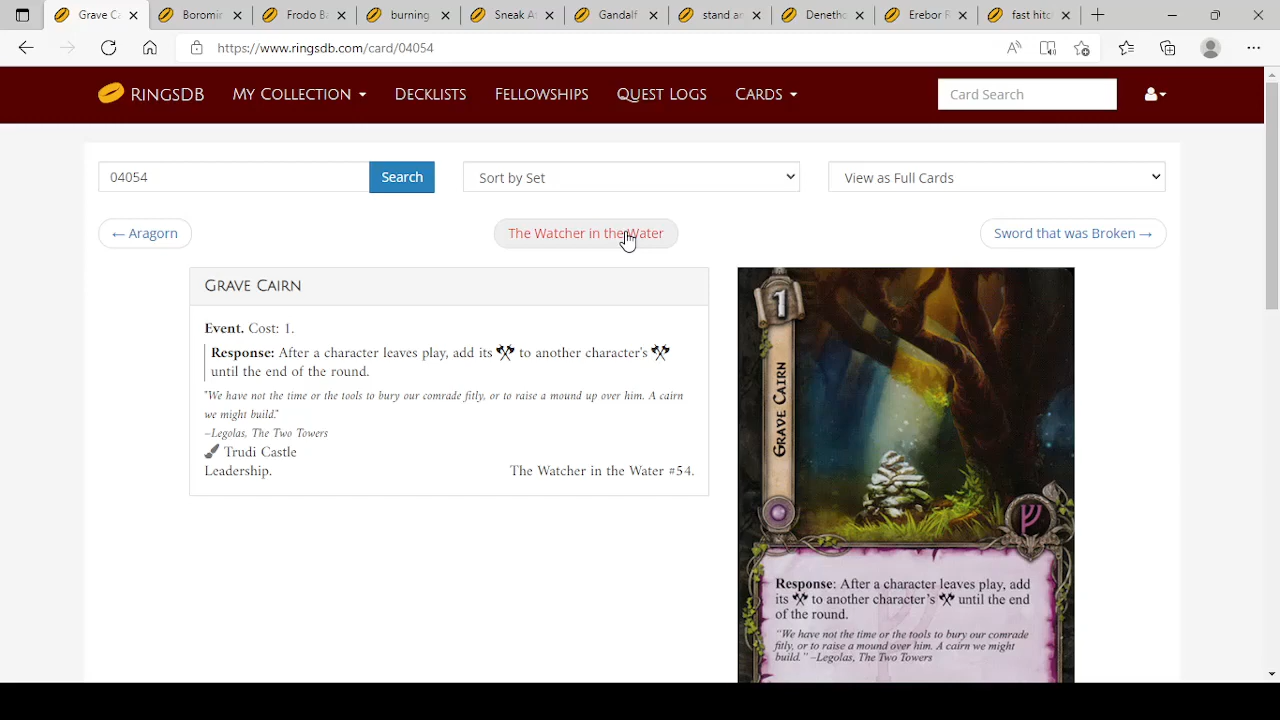 Grave C
Boromir
Frodo Ba
burning
Sneak At
Gandalf
stand an
Denetho
Erebor R
fast hitc
https://www.ringsdb.com/card/04054
RINGSDB
MY COLLECTION
DECKLISTS
FELLOWSHIPS
QUEST LOGS
CARDS
Card Search
04054
Search
Sort by Set
View as Full Cards
← Aragorn
The Watcher in the Water
Sword that was Broken →
GRAVE CAIRN
Event. Cost: 1.
Response: After a character leaves play, add its to another character's
until the end of the round.
"We have not the time or the tools to bury our comrade fitly, or to raise a mound up over him. A cairn
we might build."
–Legolas, The Two Towers
Trudi Castle
Leadership.
The Watcher in the Water #54.
1
GRAVE CAIRN
Response: After a character leaves play, add
its to another character's until the end
of the round.
"We have not the time or the tools to bury our comrade
fitly, or to raise a mound over him. A cairn we might
build." –Legolas, The Two Towers